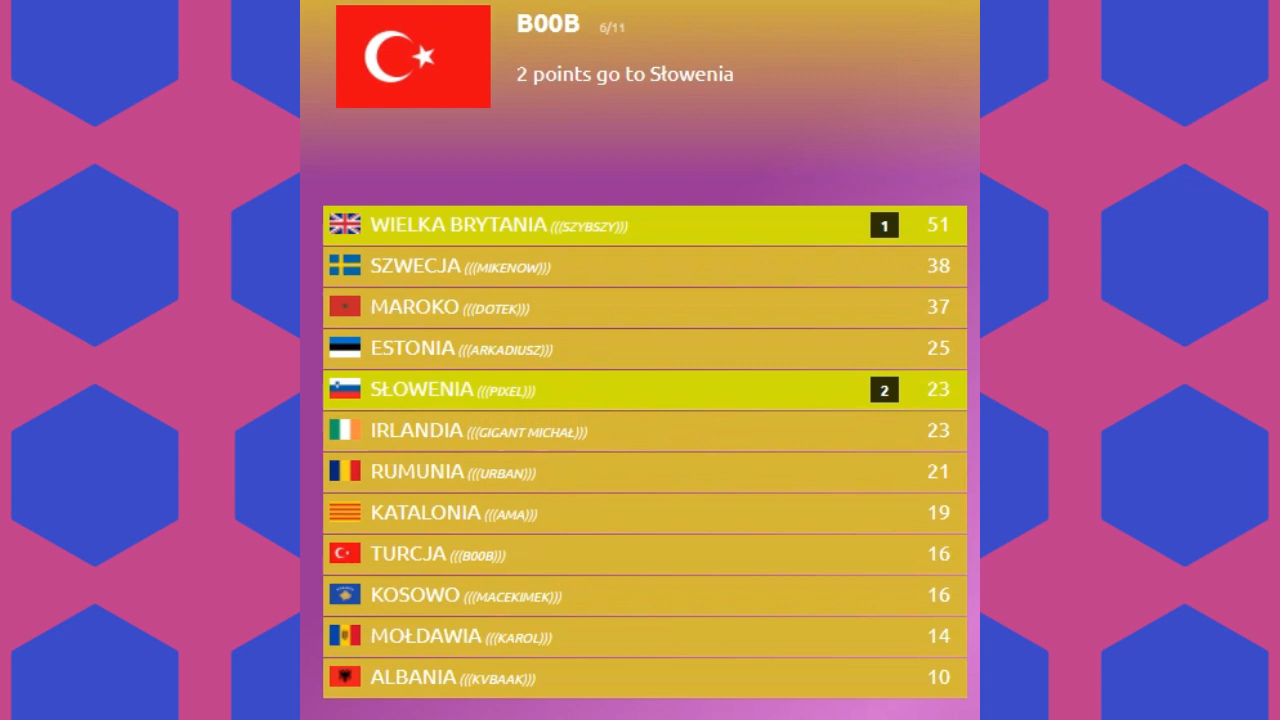 B00B 6/11
2 points go to Słowenia
WIELKA BRYTANIA (((SZYBSZY))) 1 51
SZWECJA (((MIKENOW))) 38
MAROKO (((DOTEK))) 37
ESTONIA (((ARKADIUSZ))) 25
SŁOWENIA (((PIXEL))) 2 23
IRLANDIA (((GIGANT MICHAŁ))) 23
RUMUNIA (((URBAN))) 21
KATALONIA (((AMA))) 19
TURCJA (((B00B))) 16
KOSOWO (((MACEKIMEK))) 16
MOŁDAWIA (((KAROL))) 14
ALBANIA (((KVBAAK))) 10